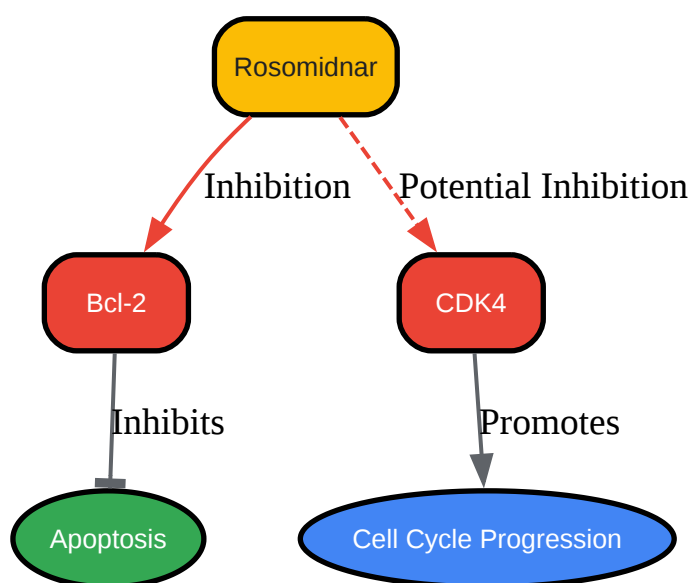 Rosomidnar
Inhibition
Potential Inhibition
Bcl-2
CDK4
Inhibits
Promotes
Apoptosis
Cell Cycle Progression